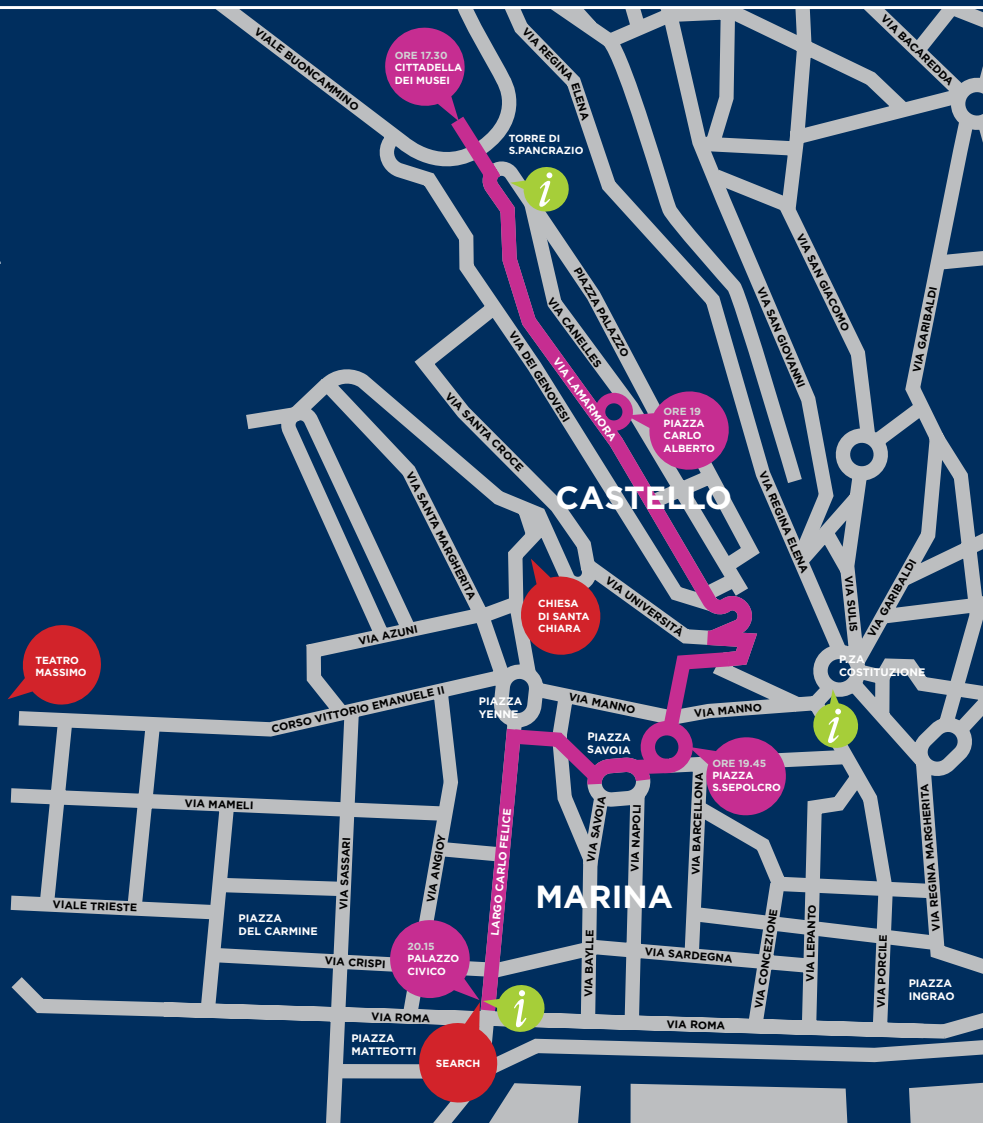 VIALE BUONCAMMINO
ORE 17.30
CITTADELLA
DEI MUSEI
VIA REGINA ELENA
VIA BACAREDDA
TORRE DI
S.PANCRAZIO
i
PIAZZA PALAZZO
VIA CANELLES
VIA DEI GENOVESI
VIA LAMARMORA
VIA SAN GIACOMO
VIA SAN GIOVANNI
VIA GARIBALDI
VIA SANTA CROCE
ORE 19
PIAZZA
CARLO
ALBERTO
CASTELLO
VIA SANTA MARGHERITA
VIA REGINA ELENA
VIA SULIS
VIA GARIBALDI
CHIESA
DI SANTA
CHIARA
VIA UNIVERSITÀ
VIA AZUNI
TEATRO
MASSIMO
P.ZA
COSTITUZIONE
i
CORSO VITTORIO EMANUELE II
PIAZZA
YENNE
VIA MANNO
VIA MANNO
PIAZZA
SAVOIA
ORE 19.45
PIAZZA
S.SEPOLCRO
VIA MAMELI
VIA SASSARI
VIA ANGIOY
LARGO CARLO FELICE
VIA SAVOIA
VIA NAPOLI
VIA BARCELLONA
VIA REGINA MARGHERITA
MARINA
VIALE TRIESTE
PIAZZA
DEL CARMINE
20.15
PALAZZO
CIVICO
VIA CRISPI
VIA BAYLLE
VIA SARDEGNA
VIA CONCEZIONE
VIA LEPANTO
VIA PORCILE
PIAZZA
INGRAO
VIA ROMA
i
VIA ROMA
PIAZZA
MATTEOTTI
SEARCH